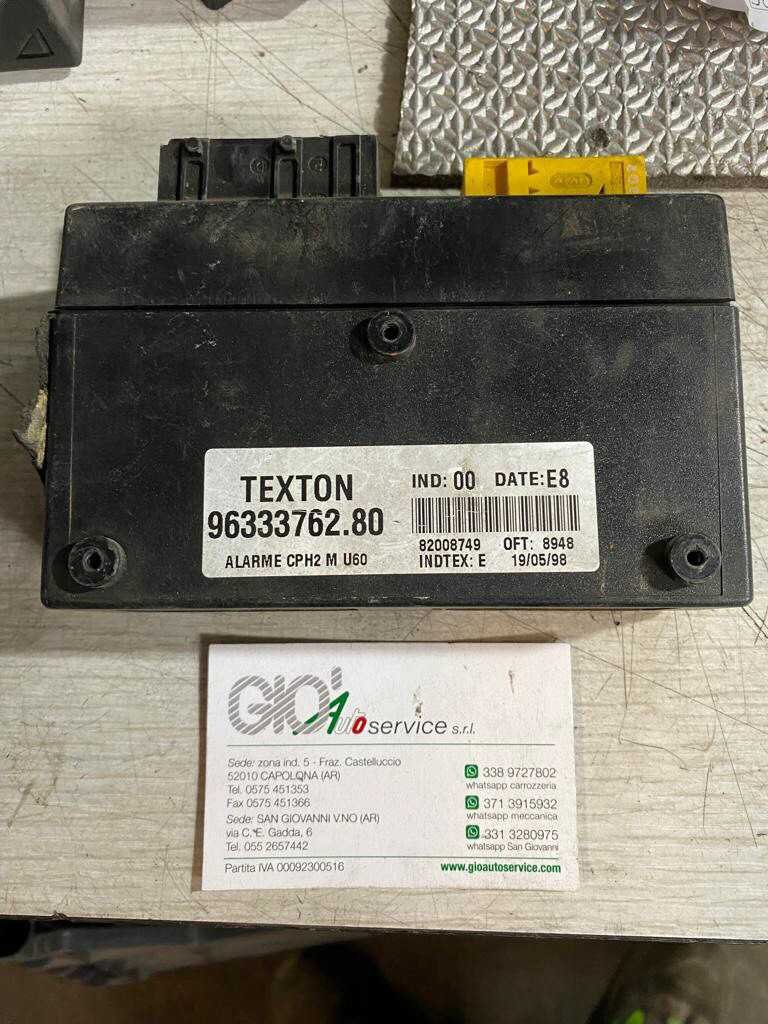 TEXTON
96333762.80
ALARME CPH2 M U60
IND: 00 DATE:E8
82008749 OFT: 8948
INDTEX: E 19/05/98
GIO' Auto service s.r.l.
Sede: zona ind. 5 - Fraz. Castelluccio
52010 CAPOLONA (AR)
Tel. 0575 451353
Fax 0575 451366
Sede: SAN GIOVANNI V.NO (AR)
via C. E. Gadda, 6
Tel. 055 2657442
Partita IVA 00092300516
338 9727802
whatsapp carrozzeria
371 3915932
whatsapp meccanica
331 3280975
whatsapp San Giovanni
www.gioautoservice.com